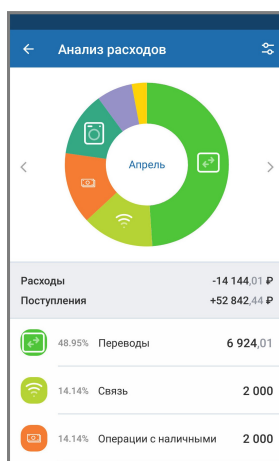 Анализ расходов
Апрель
Расходы -14 144,01 ₽
Поступления +52 842,44 ₽
48.95% Переводы 6 924,01
14.14% Связь 2 000
14.14% Операции с наличными 2 000